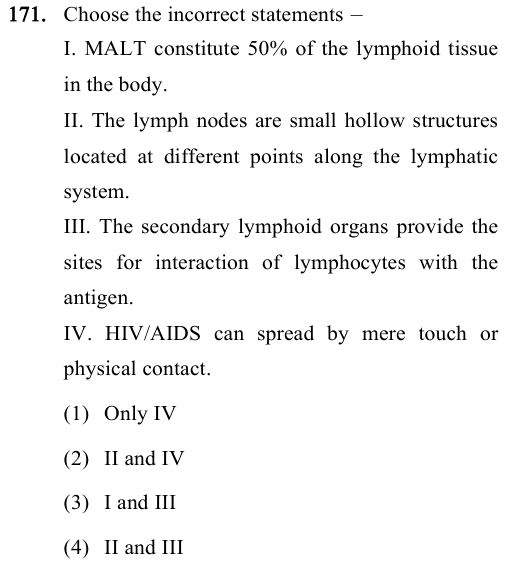 171. Choose the incorrect statements –
I. MALT constitute 50% of the lymphoid tissue
in the body.
II. The lymph nodes are small hollow structures
located at different points along the lymphatic
system.
III. The secondary lymphoid organs provide the
sites for interaction of lymphocytes with the
antigen.
IV. HIV/AIDS can spread by mere touch or
physical contact.
(1) Only IV
(2) II and IV
(3) I and III
(4) II and III